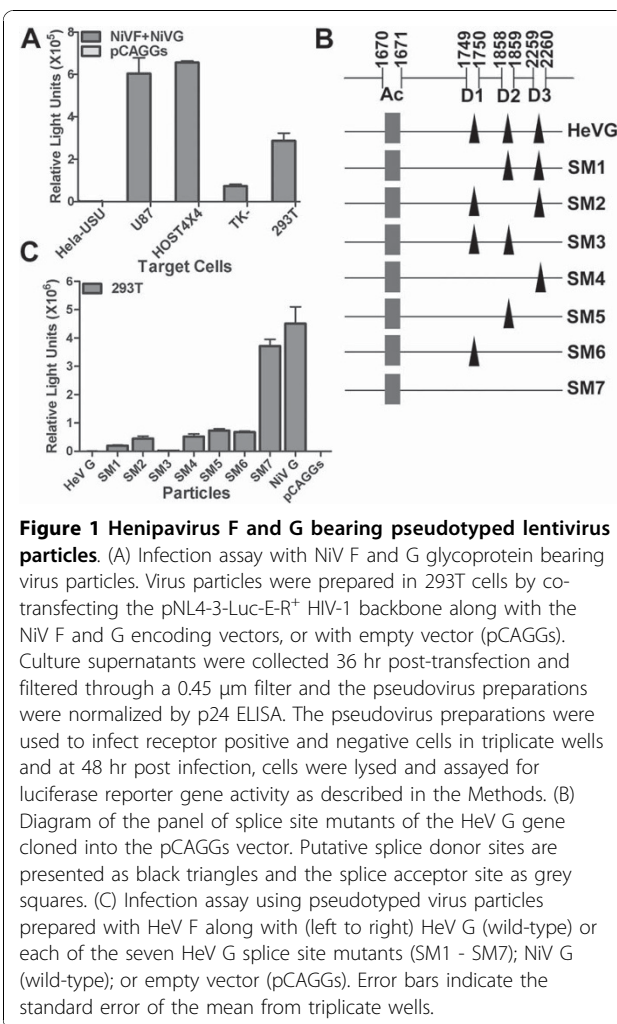 A
NiVF+NiVG
pCAGGs
Relative Light Units (X10⁵)
8
6
4
2
0
Hela-USU
U87
HOST4X4
TK-
293T
Target Cells
B
1670
1671
1749
1750
1858
1859
2259
2260
Ac
D1
D2
D3
HeVG
SM1
SM2
SM3
SM4
SM5
SM6
SM7
C
293T
Relative Light Units (X10⁶)
6
5
4
3
2
1
0
HeV G
SM1
SM2
SM3
SM4
SM5
SM6
SM7
NiV G
pCAGGs
Particles
Figure 1 Henipavirus F and G bearing pseudotyped lentivirus
particles. (A) Infection assay with NiV F and G glycoprotein bearing
virus particles. Virus particles were prepared in 293T cells by co-
transfecting the pNL4-3-Luc-E-R⁺ HIV-1 backbone along with the
NiV F and G encoding vectors, or with empty vector (pCAGGs).
Culture supernatants were collected 36 hr post-transfection and
filtered through a 0.45 μm filter and the pseudovirus preparations
were normalized by p24 ELISA. The pseudovirus preparations were
used to infect receptor positive and negative cells in triplicate wells
and at 48 hr post infection, cells were lysed and assayed for
luciferase reporter gene activity as described in the Methods. (B)
Diagram of the panel of splice site mutants of the HeV G gene
cloned into the pCAGGs vector. Putative splice donor sites are
presented as black triangles and the splice acceptor site as grey
squares. (C) Infection assay using pseudotyped virus particles
prepared with HeV F along with (left to right) HeV G (wild-type) or
each of the seven HeV G splice site mutants (SM1 - SM7); NiV G
(wild-type); or empty vector (pCAGGs). Error bars indicate the
standard error of the mean from triplicate wells.